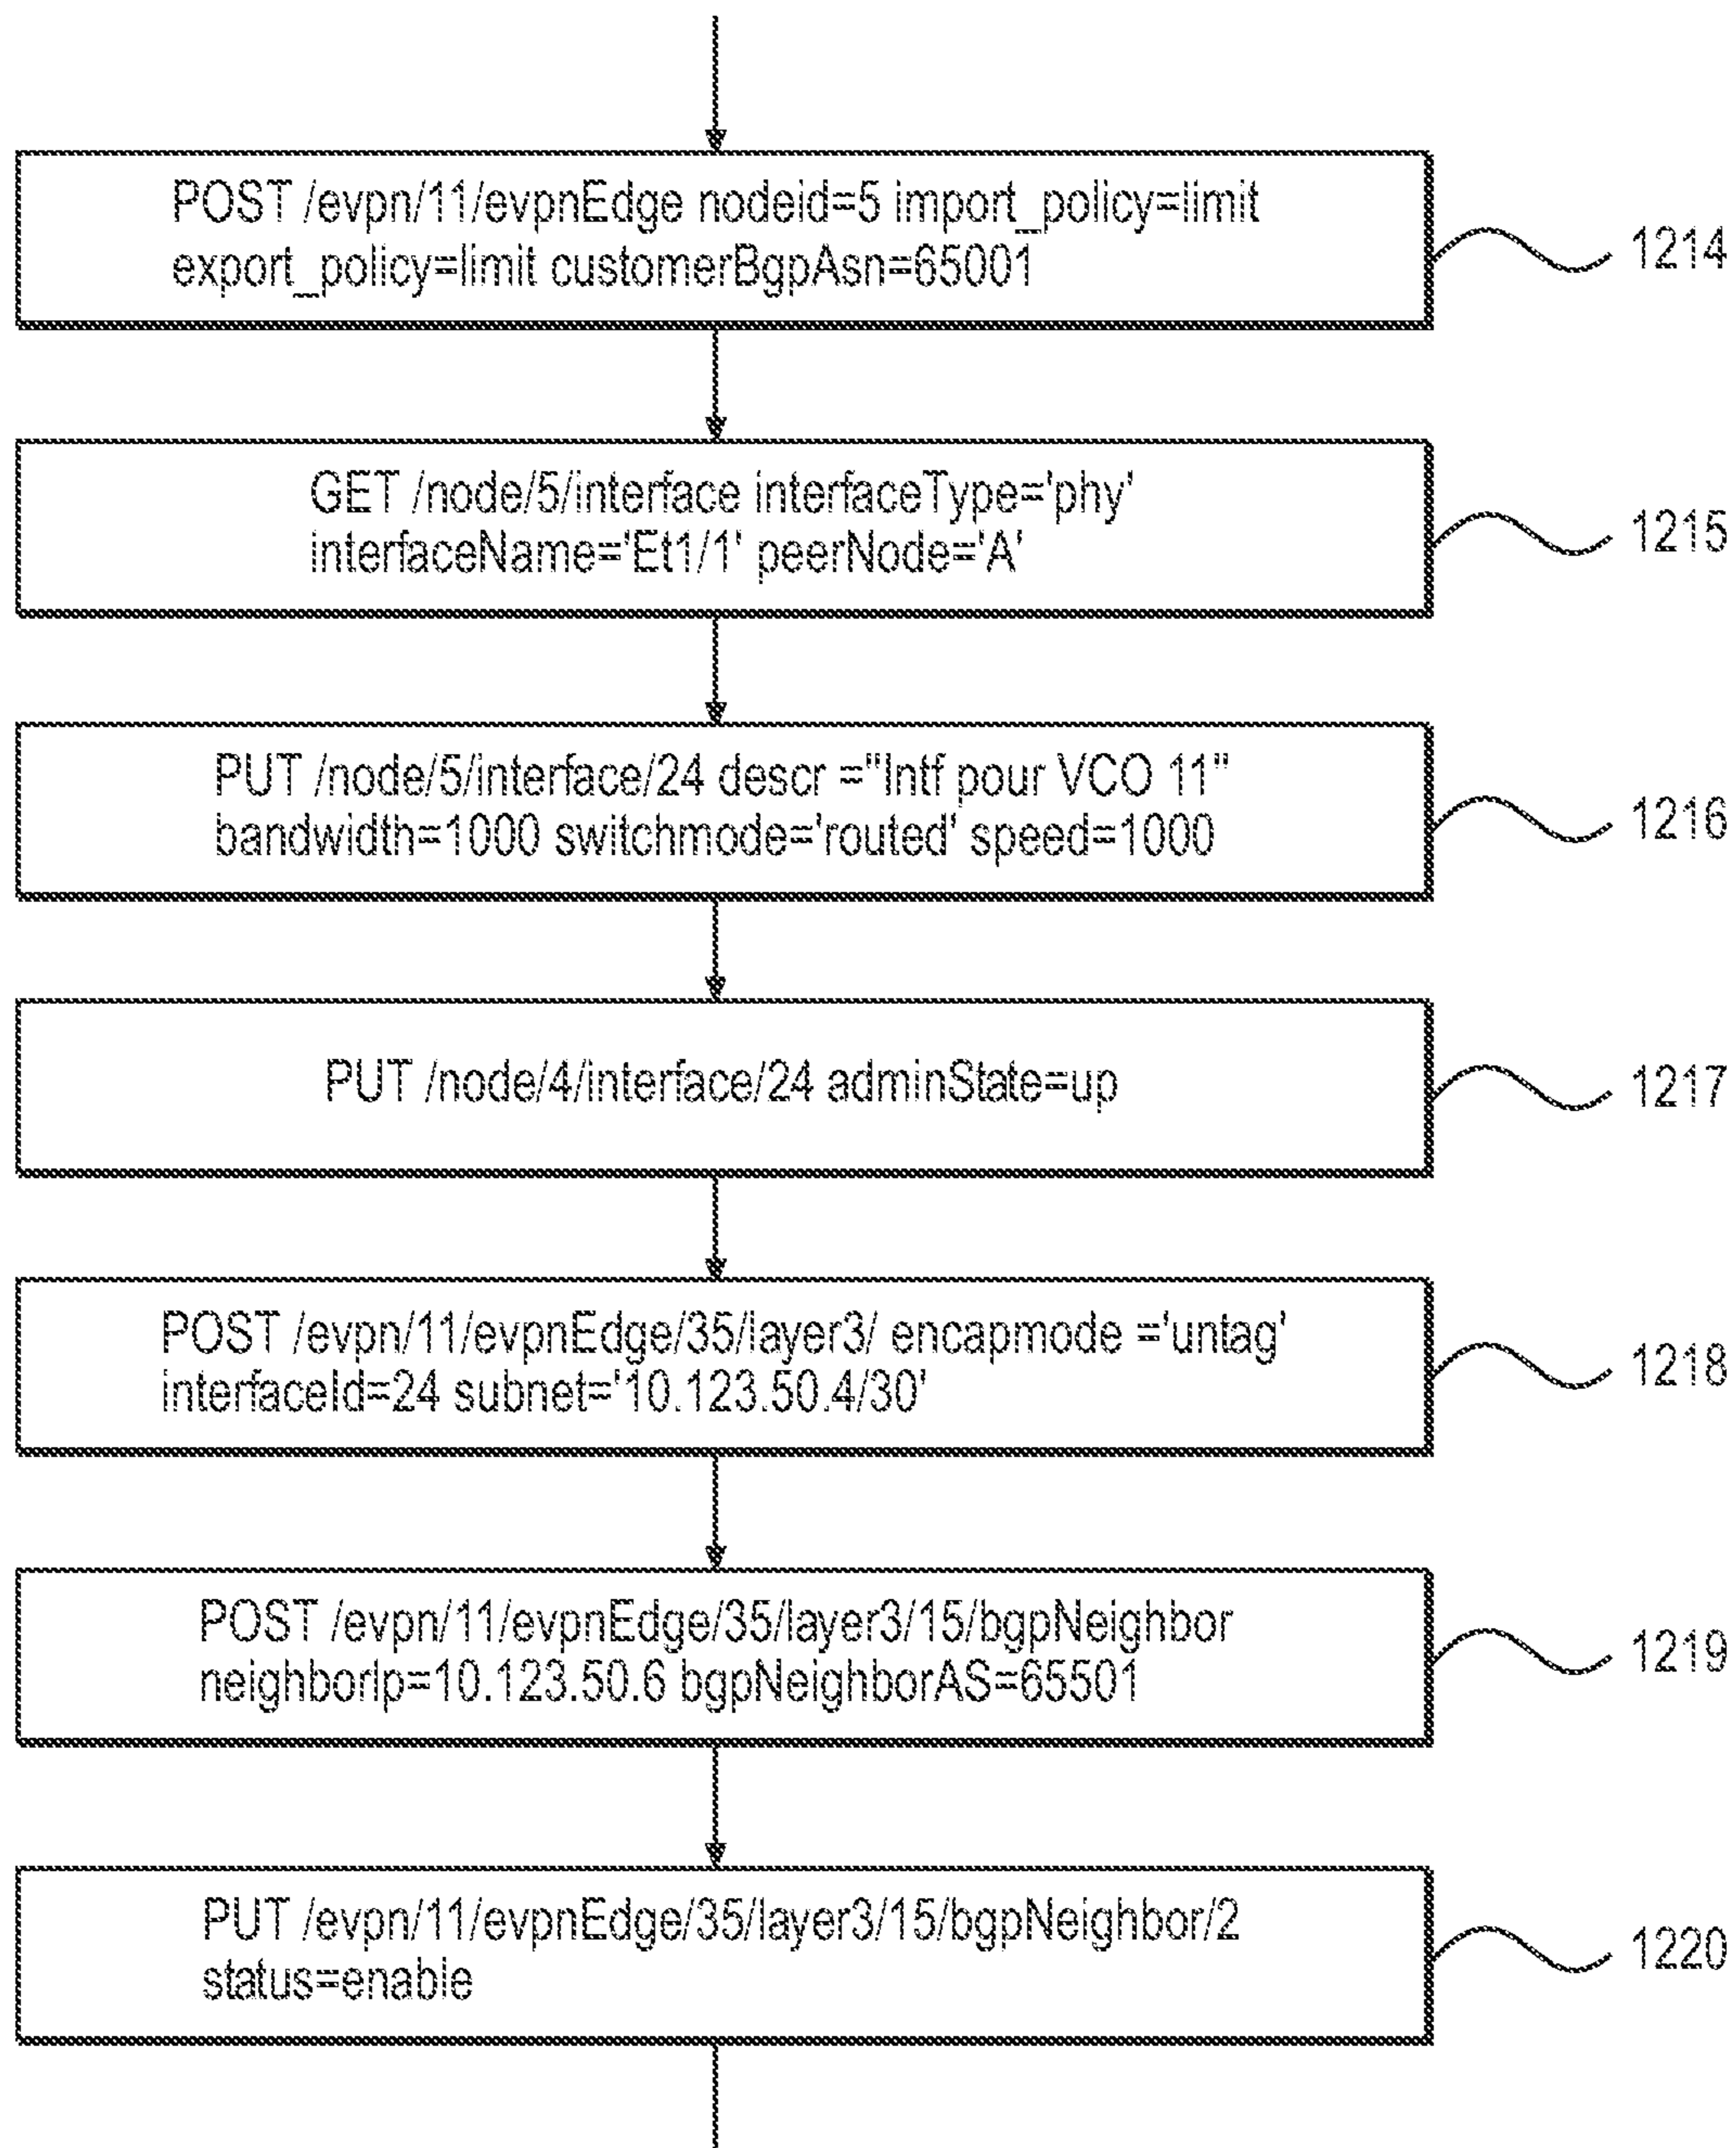 POST /evpn/11/evpnEdge nodeid=5 import_policy=limit
export_policy=limit customerBgpAsn=65001
1214
GET /node/5/interface interfaceType='phy'
interfaceName='Et1/1' peerNode='A'
1215
PUT /node/5/interface/24 descr ="Intf pour VCO 11"
bandwidth=1000 switchmode='routed' speed=1000
1216
PUT /node/4/interface/24 adminState=up
1217
POST /evpn/11/evpnEdge/35/layer3/ encapmode ='untag'
interfaceId=24 subnet='10.123.50.4/30'
1218
POST /evpn/11/evpnEdge/35/layer3/15/bgpNeighbor
neighborIp=10.123.50.6 bgpNeighborAS=65501
1219
PUT /evpn/11/evpnEdge/35/layer3/15/bgpNeighbor/2
status=enable
1220